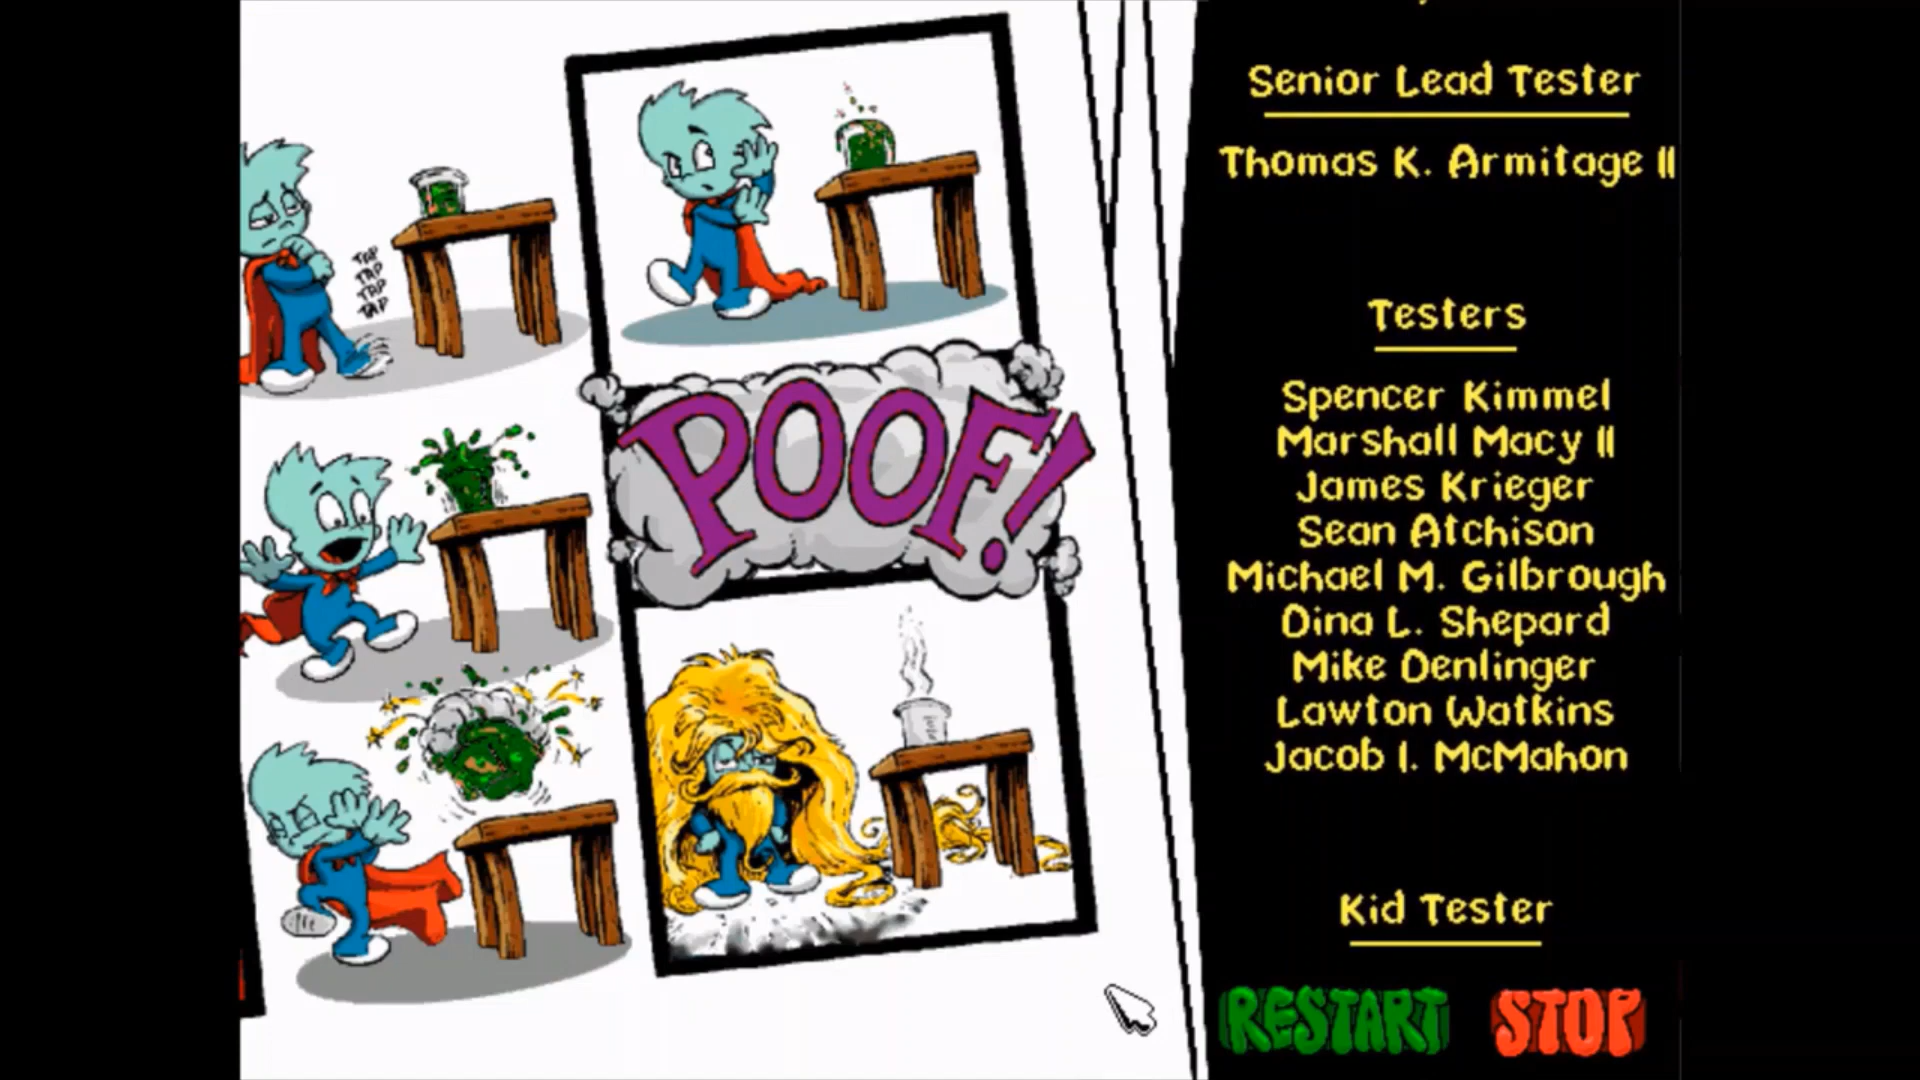 TAP
TAP
TAP
TAP
POOF!
Senior Lead Tester
Thomas K. Armitage II
Testers
Spencer Kimmel
Marshall Macy II
James Krieger
Sean Atchison
Michael M. Gilbrough
Dina L. Shepard
Mike Denlinger
Lawton Watkins
Jacob I. McMahon
Kid Tester
RESTART STOP